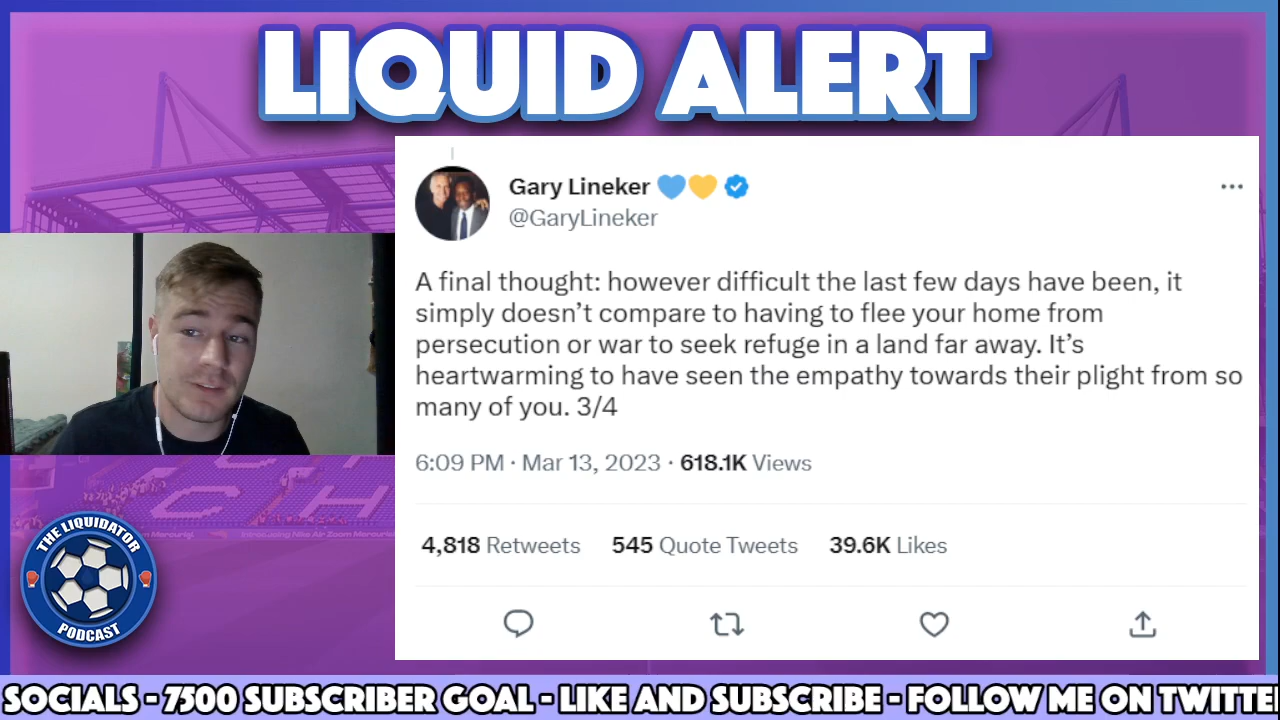 LIQUID ALERT
Gary Lineker 💙💛
@GaryLineker
A final thought: however difficult the last few days have been, it
simply doesn’t compare to having to flee your home from
persecution or war to seek refuge in a land far away. It’s
heartwarming to have seen the empathy towards their plight from so
many of you. 3/4
6:09 PM · Mar 13, 2023 · 618.1K Views
4,818 Retweets 545 Quote Tweets 39.6K Likes
THE LIQUIDATOR
PODCAST
SOCIALS - 7500 SUBSCRIBER GOAL - LIKE AND SUBSCRIBE - FOLLOW ME ON TWITTE